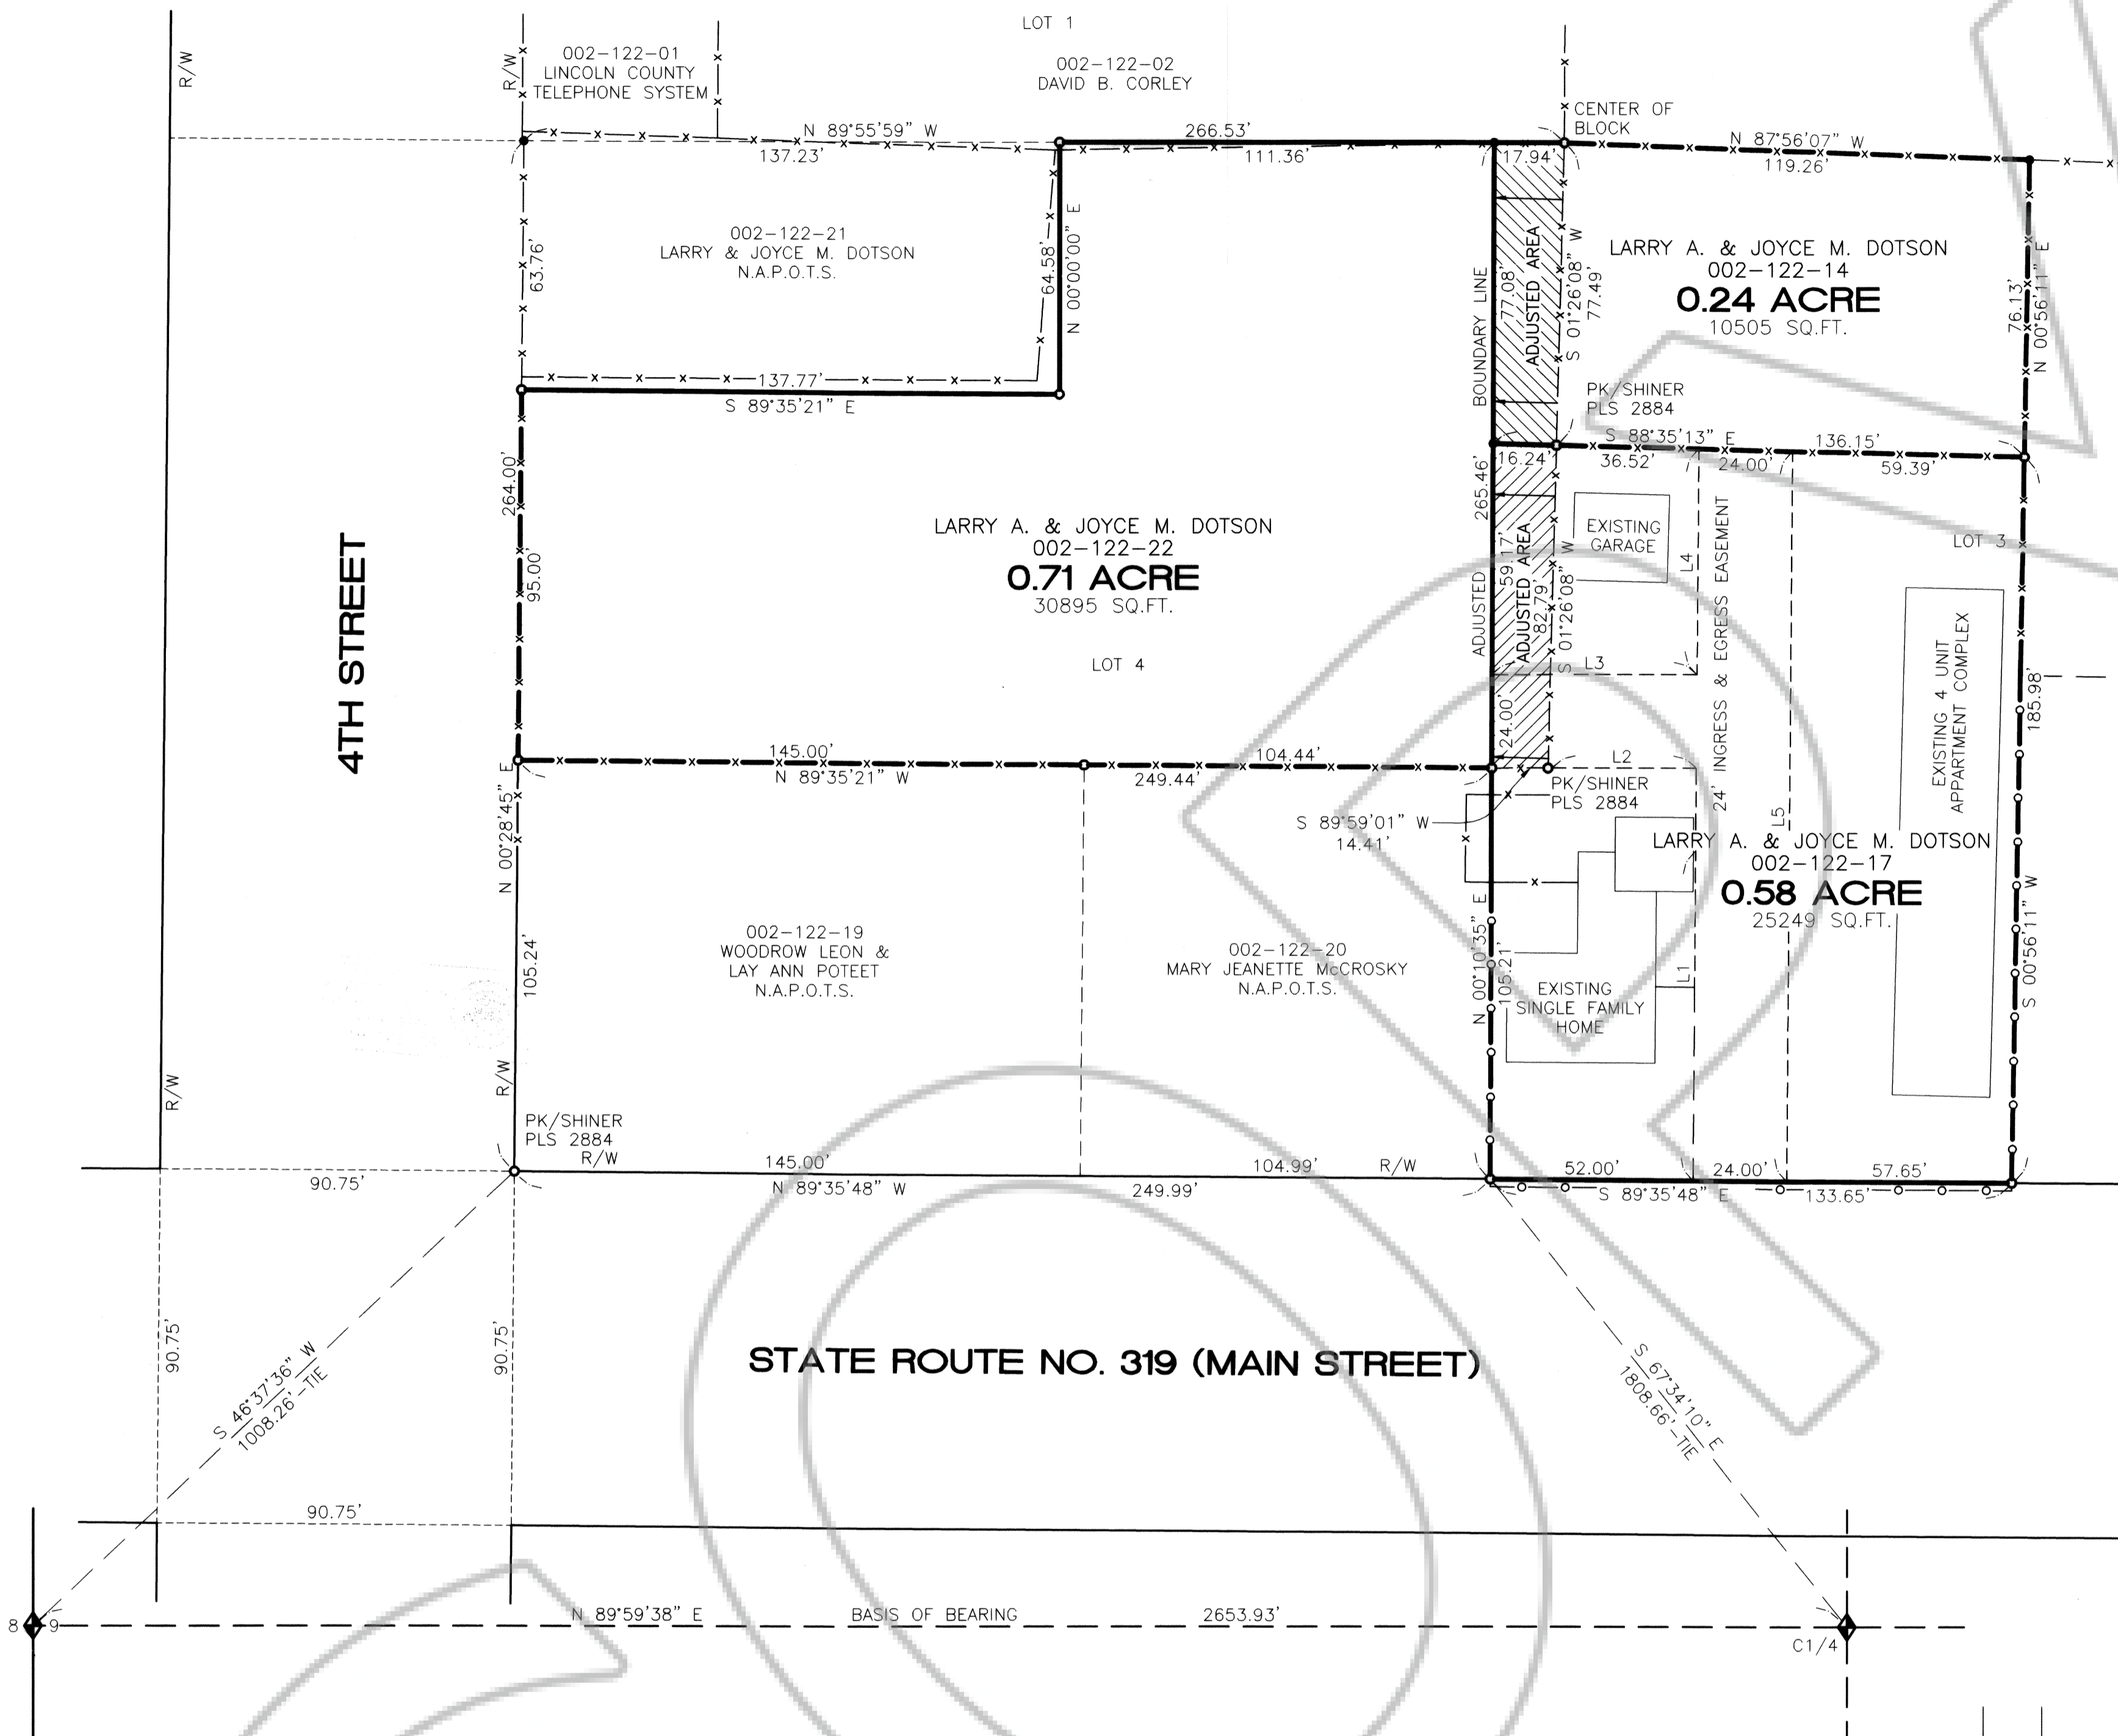 LOT 1
R/W
R/W
002-122-01
LINCOLN COUNTY
TELEPHONE SYSTEM
002-122-02
DAVID B. CORLEY
CENTER OF
BLOCK
N 89°55'59" W
137.23'
266.53'
111.36'
17.94'
N 87°56'07" W
119.26'
63.76'
002-122-21
LARRY & JOYCE M. DOTSON
N.A.P.O.T.S.
64.58'
N 00°00'00" E
137.77'
S 89°35'21" E
BOUNDARY LINE
77.08'
ADJUSTED AREA
S 01°26'08" W
77.49'
LARRY A. & JOYCE M. DOTSON
002-122-14
0.24 ACRE
10505 SQ.FT.
76.13'
N 00°56'11" E
PK/SHINER
PLS 2884
S 88°35'13" E
136.15'
16.24'
36.52'
24.00'
59.39'
4TH STREET
264.00'
95.00'
LARRY A. & JOYCE M. DOTSON
002-122-22
0.71 ACRE
30895 SQ.FT.
LOT 4
265.46'
ADJUSTED
59.17'
ADJUSTED AREA
82.79'
S 01°26'08" W
24.00'
EXISTING
GARAGE
L4
L3
24' INGRESS & EGRESS EASEMENT
LOT 3
EXISTING 4 UNIT
APPARTMENT COMPLEX
185.98'
145.00'
N 89°35'21" W
104.44'
249.44'
L2
PK/SHINER
PLS 2884
S 89°59'01" W
14.41'
L5
LARRY A. & JOYCE M. DOTSON
002-122-17
0.58 ACRE
25249 SQ.FT.
N 00°28'45" E
105.24'
R/W
R/W
002-122-19
WOODROW LEON &
LAY ANN POTEET
N.A.P.O.T.S.
002-122-20
MARY JEANETTE McCROSKY
N.A.P.O.T.S.
N 00°10'35" E
105.21'
EXISTING
SINGLE FAMILY
HOME
L1
S 00°56'11" W
PK/SHINER
PLS 2884
R/W
145.00'
N 89°35'48" W
104.99'
249.99'
R/W
52.00'
24.00'
57.65'
S 89°35'48" E
133.65'
90.75'
90.75'
90.75'
S 46°37'36" W
1008.26'-TIE
STATE ROUTE NO. 319 (MAIN STREET)
S 67°34'10" E
1808.66'-TIE
90.75'
8
9
N 89°59'38" E
BASIS OF BEARING
2653.93'
C1/4